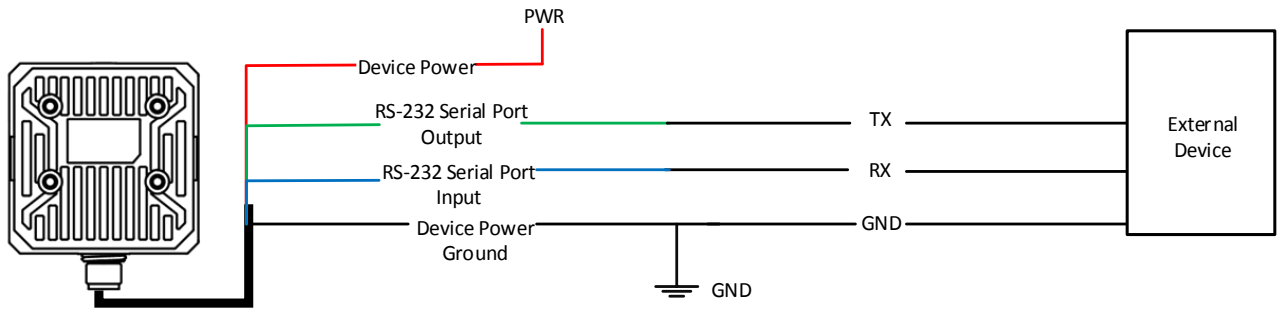 PWR
Device Power
RS-232 Serial Port
Output
TX
RS-232 Serial Port
Input
RX
Device Power
Ground
GND
GND
External
Device